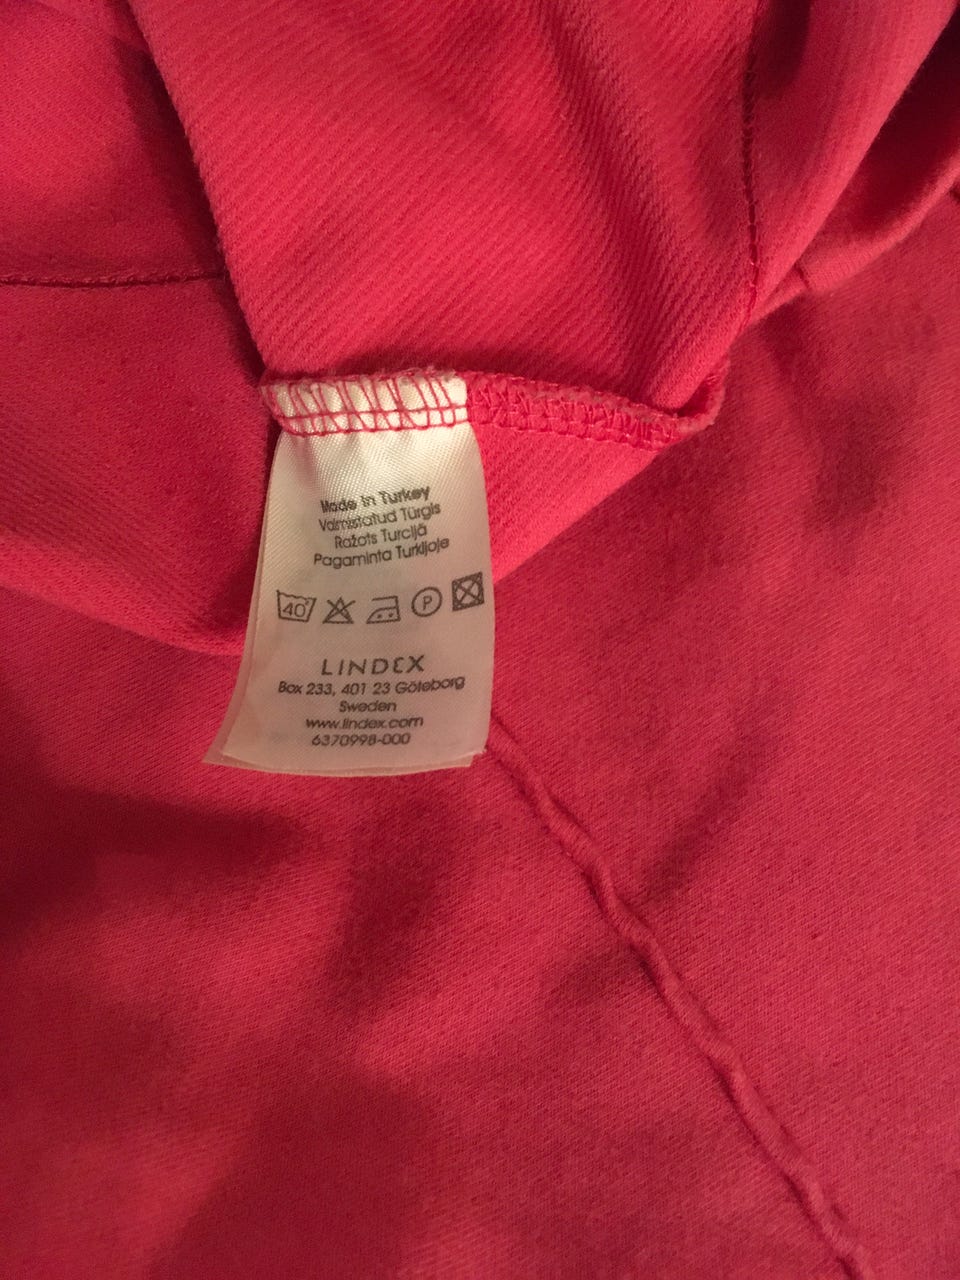 Made in Turkey
Valmistatud Türgis
Ražots Turcijā
Pagaminta Turkijoje
40° P
LINDEX
Box 233, 401 23 Göteborg
Sweden
www.lindex.com
6370998-000